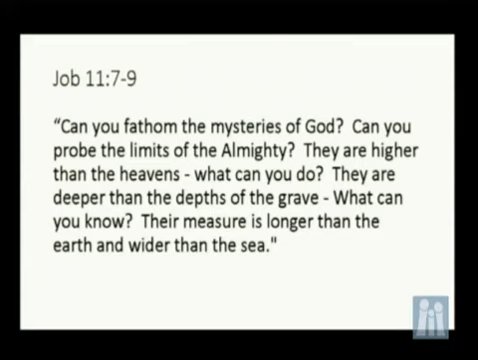 Job 11:7-9
“Can you fathom the mysteries of God?  Can you
probe the limits of the Almighty?  They are higher
than the heavens - what can you do?  They are
deeper than the depths of the grave - What can
you know?  Their measure is longer than the
earth and wider than the sea."